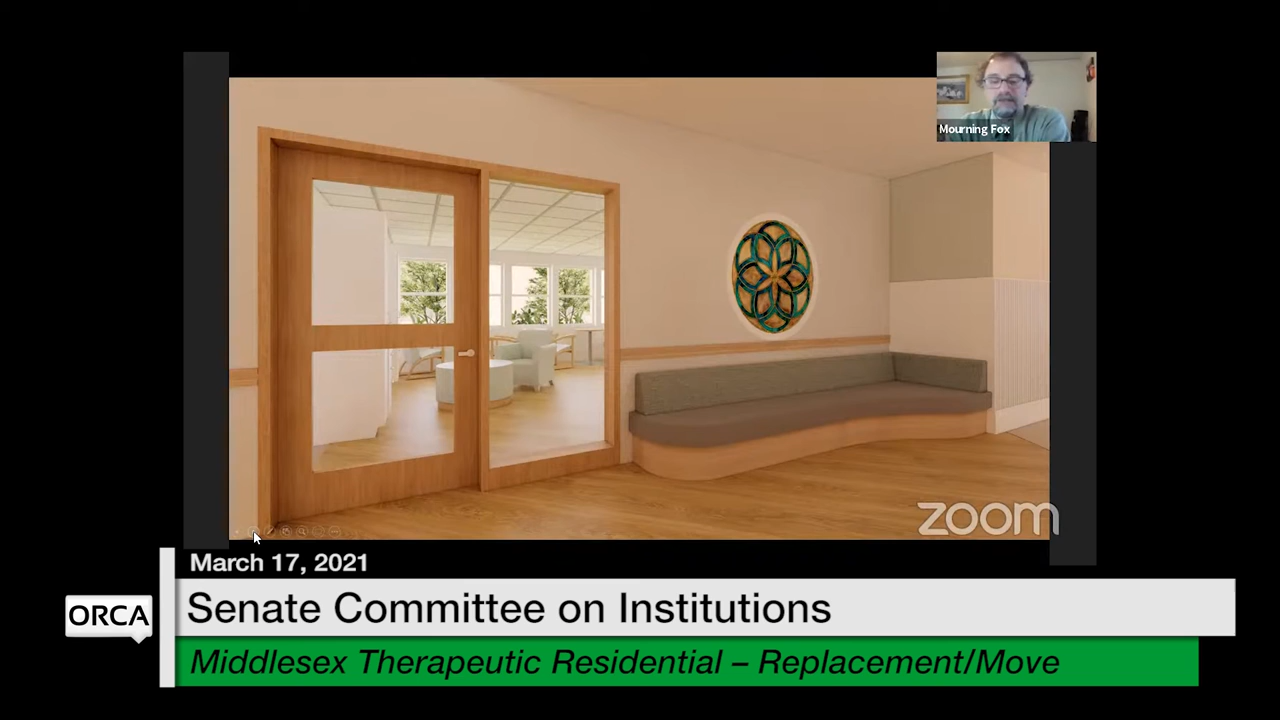 Mourning Fox
zoom
March 17, 2021
ORCA
Senate Committee on Institutions
Middlesex Therapeutic Residential – Replacement/Move